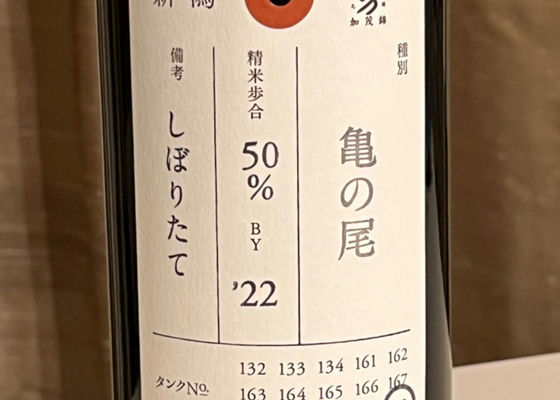 新潟
加茂錦
種別
亀の尾
精米歩合
50
%
BY
'22
備考
しぼりたて
タンクNo.
132 133 134 161 162
163 164 165 166 167